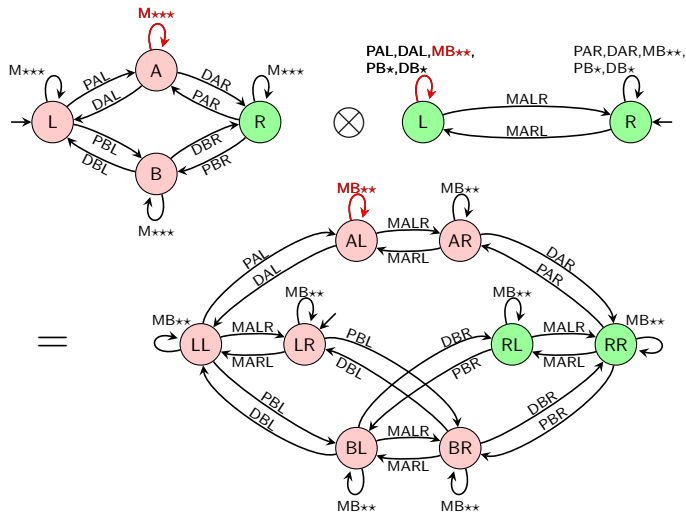 M⋆⋆⋆
M⋆⋆⋆
M⋆⋆⋆
PAL,DAL,MB⋆⋆,
PB⋆,DB⋆
PAR,DAR,MB⋆⋆,
PB⋆,DB⋆
A
PAL
DAL
DAR
PAR
L
R
⊗
L
MALR
MARL
R
PBL
DBL
DBR
PBR
B
M⋆⋆⋆
MB⋆⋆
MB⋆⋆
AL
MALR
MARL
AR
PAL
DAL
DAR
PAR
MB⋆⋆
MB⋆⋆
MB⋆⋆
MB⋆⋆
=
LL
MALR
MARL
LR
PBL
DBL
DBR
PBR
RL
MALR
MARL
RR
PBL
DBL
DBR
PBR
BL
MALR
MARL
BR
MB⋆⋆
MB⋆⋆